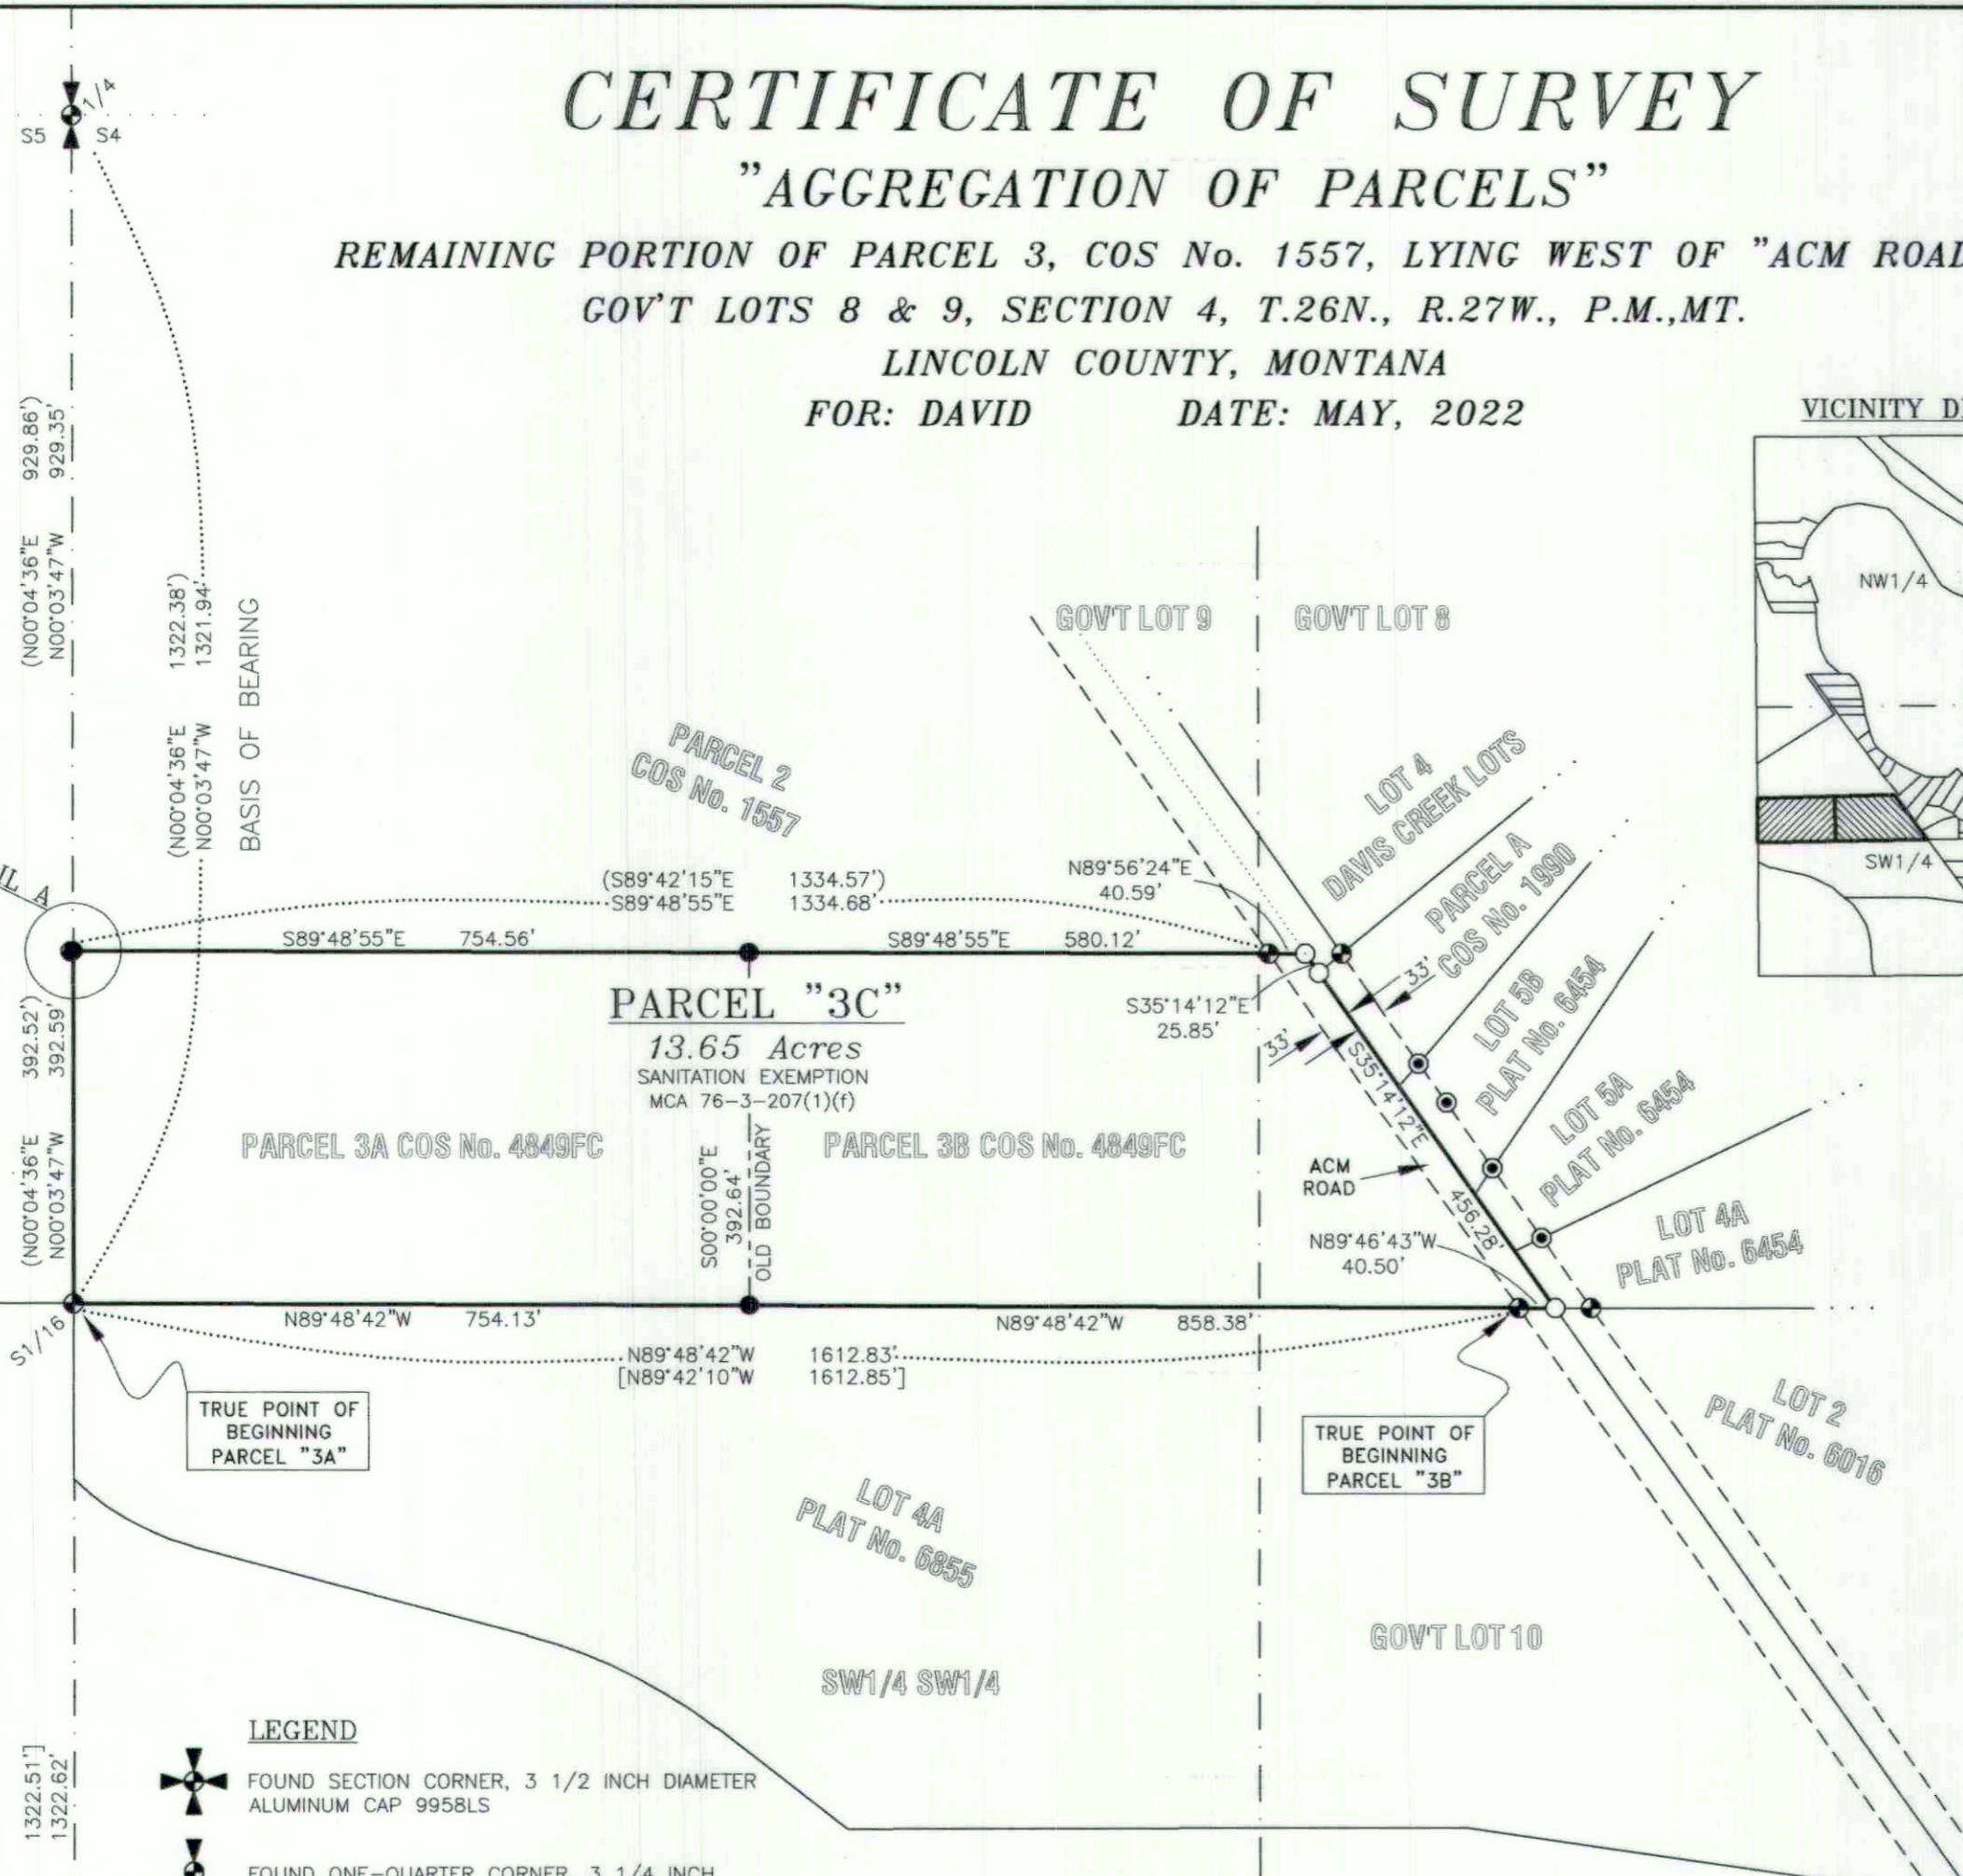 CERTIFICATE OF SURVEY
"AGGREGATION OF PARCELS"
REMAINING PORTION OF PARCEL 3, COS No. 1557, LYING WEST OF "ACM ROAD
GOV'T LOTS 8 & 9, SECTION 4, T.26N., R.27W., P.M.,MT.
LINCOLN COUNTY, MONTANA
FOR: DAVID DATE: MAY, 2022
1/4
S5 S4
(N00°04'36"E 929.86')
N00°03'47"W 929.35'
(N00°04'36"E 1322.38')
N00°03'47"W 1321.94'
BASIS OF BEARING
VICINITY
NW1/4
SW1/4
GOV'T LOT 9
GOV'T LOT 8
PARCEL 2
COS No. 1557
LOT 4
DAVIS CREEK LOTS
PARCEL A
COS No. 1990
LOT 5B
PLAT No. 6454
LOT 5A
PLAT No. 6454
LOT 4A
PLAT No. 6454
A
(S89°42'15"E 1334.57')
S89°48'55"E 1334.68'
N89°56'24"E
40.59'
S89°48'55"E 754.56'
S89°48'55"E 580.12'
33'
S35°14'12"E
25.85'
33'
S35°14'12"E
456.28'
PARCEL "3C"
13.65 Acres
SANITATION EXEMPTION
MCA 76-3-207(1)(f)
392.52')
392.59'
(N00°04'36"E
N00°03'47"W
PARCEL 3A COS No. 4849FC
PARCEL 3B COS No. 4849FC
S00°00'00"E
392.64'
OLD BOUNDARY
ACM
ROAD
N89°46'43"W
40.50'
S1/16
N89°48'42"W 754.13'
N89°48'42"W 858.38'
N89°48'42"W 1612.83'
[N89°42'10"W 1612.85']
TRUE POINT OF
BEGINNING
PARCEL "3A"
TRUE POINT OF
BEGINNING
PARCEL "3B"
LOT 2
PLAT No. 6016
LOT 4A
PLAT No. 6855
GOV'T LOT 10
SW1/4 SW1/4
1322.51']
1322.62'
LEGEND
FOUND SECTION CORNER, 3 1/2 INCH DIAMETER
ALUMINUM CAP 9958LS
FOUND ONE-QUARTER CORNER, 3 1/4 INCH